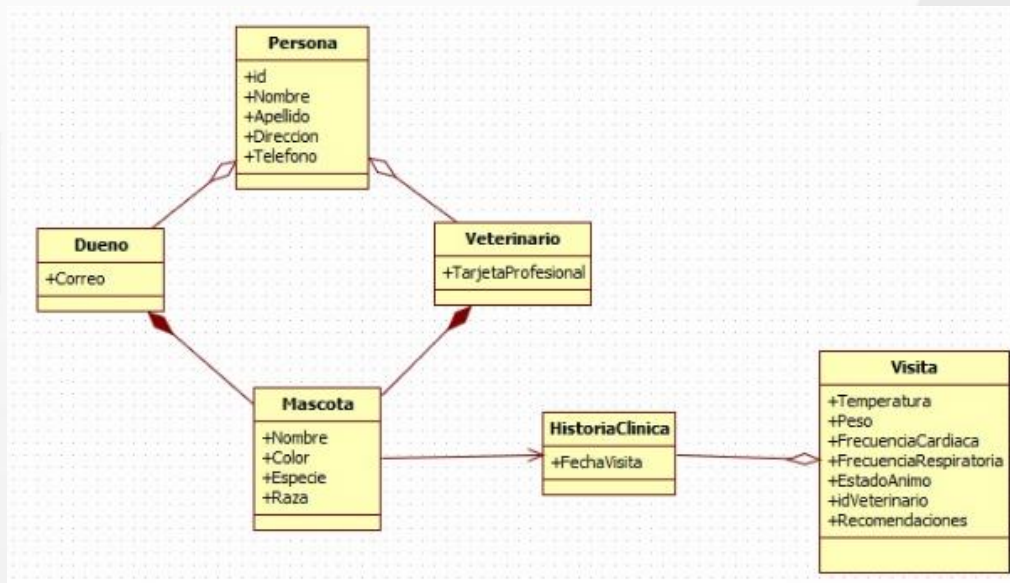 Persona
+id
+Nombre
+Apellido
+Direccion
+Telefono
Dueno
+Correo
Veterinario
+TarjetaProfesional
Mascota
+Nombre
+Color
+Especie
+Raza
HistoriaClinica
+FechaVisita
Visita
+Temperatura
+Peso
+FrecuenciaCardiaca
+FrecuenciaRespiratoria
+EstadoAnimo
+idVeterinario
+Recomendaciones